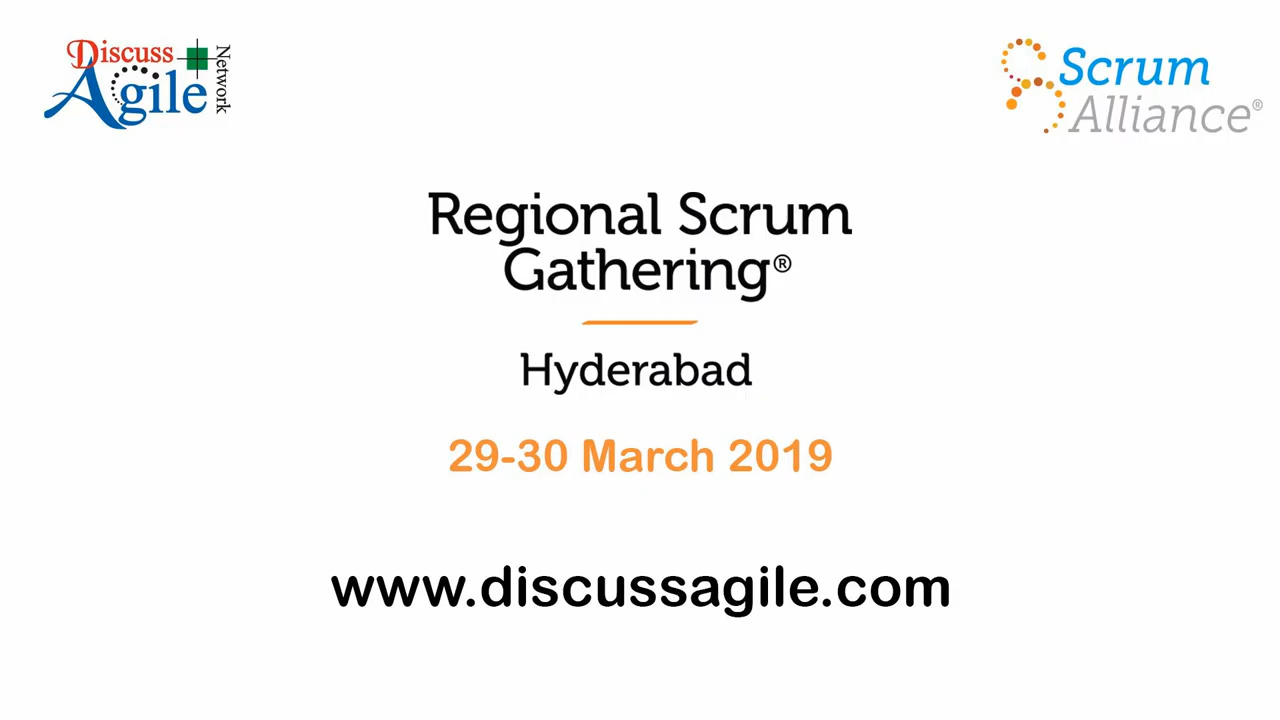 Discuss
Agile
Network
Scrum
Alliance®
Regional Scrum
Gathering®
Hyderabad
29-30 March 2019
www.discussagile.com